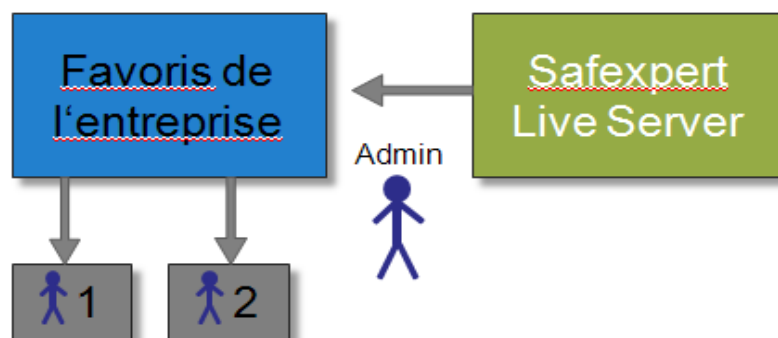 Favoris de
l‘entreprise
Safexpert
Live Server
Admin
1
2